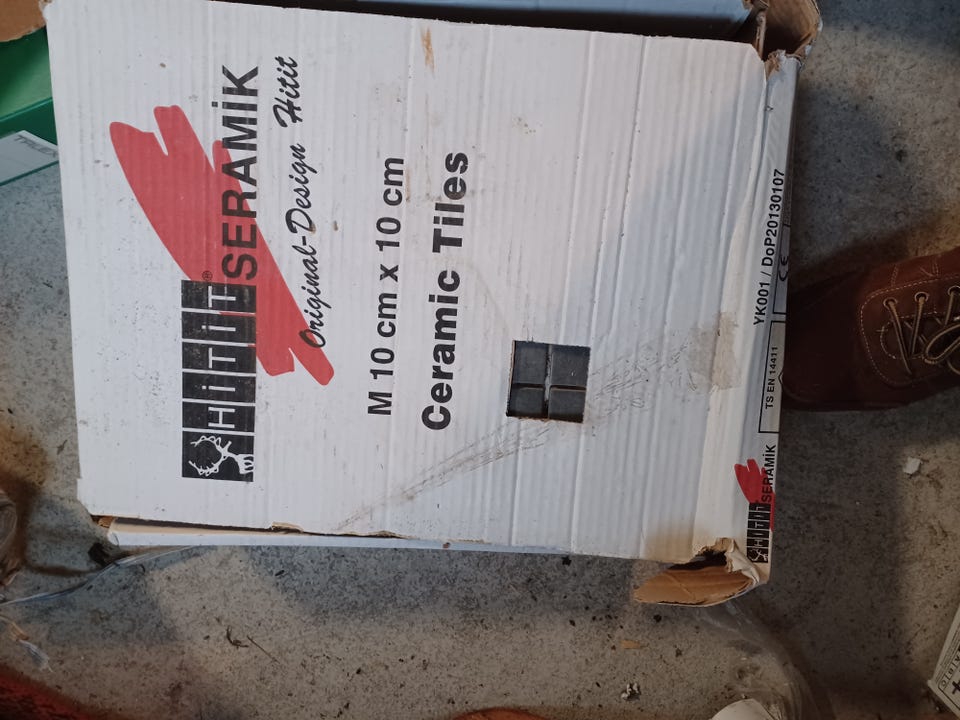 HİTİT®
SERAMİK
Original-Design Hitit
M 10 cm x 10 cm
Ceramic Tiles
HİTİT
SERAMİK
TS EN 14411
YK001 / DoP20130107
CE